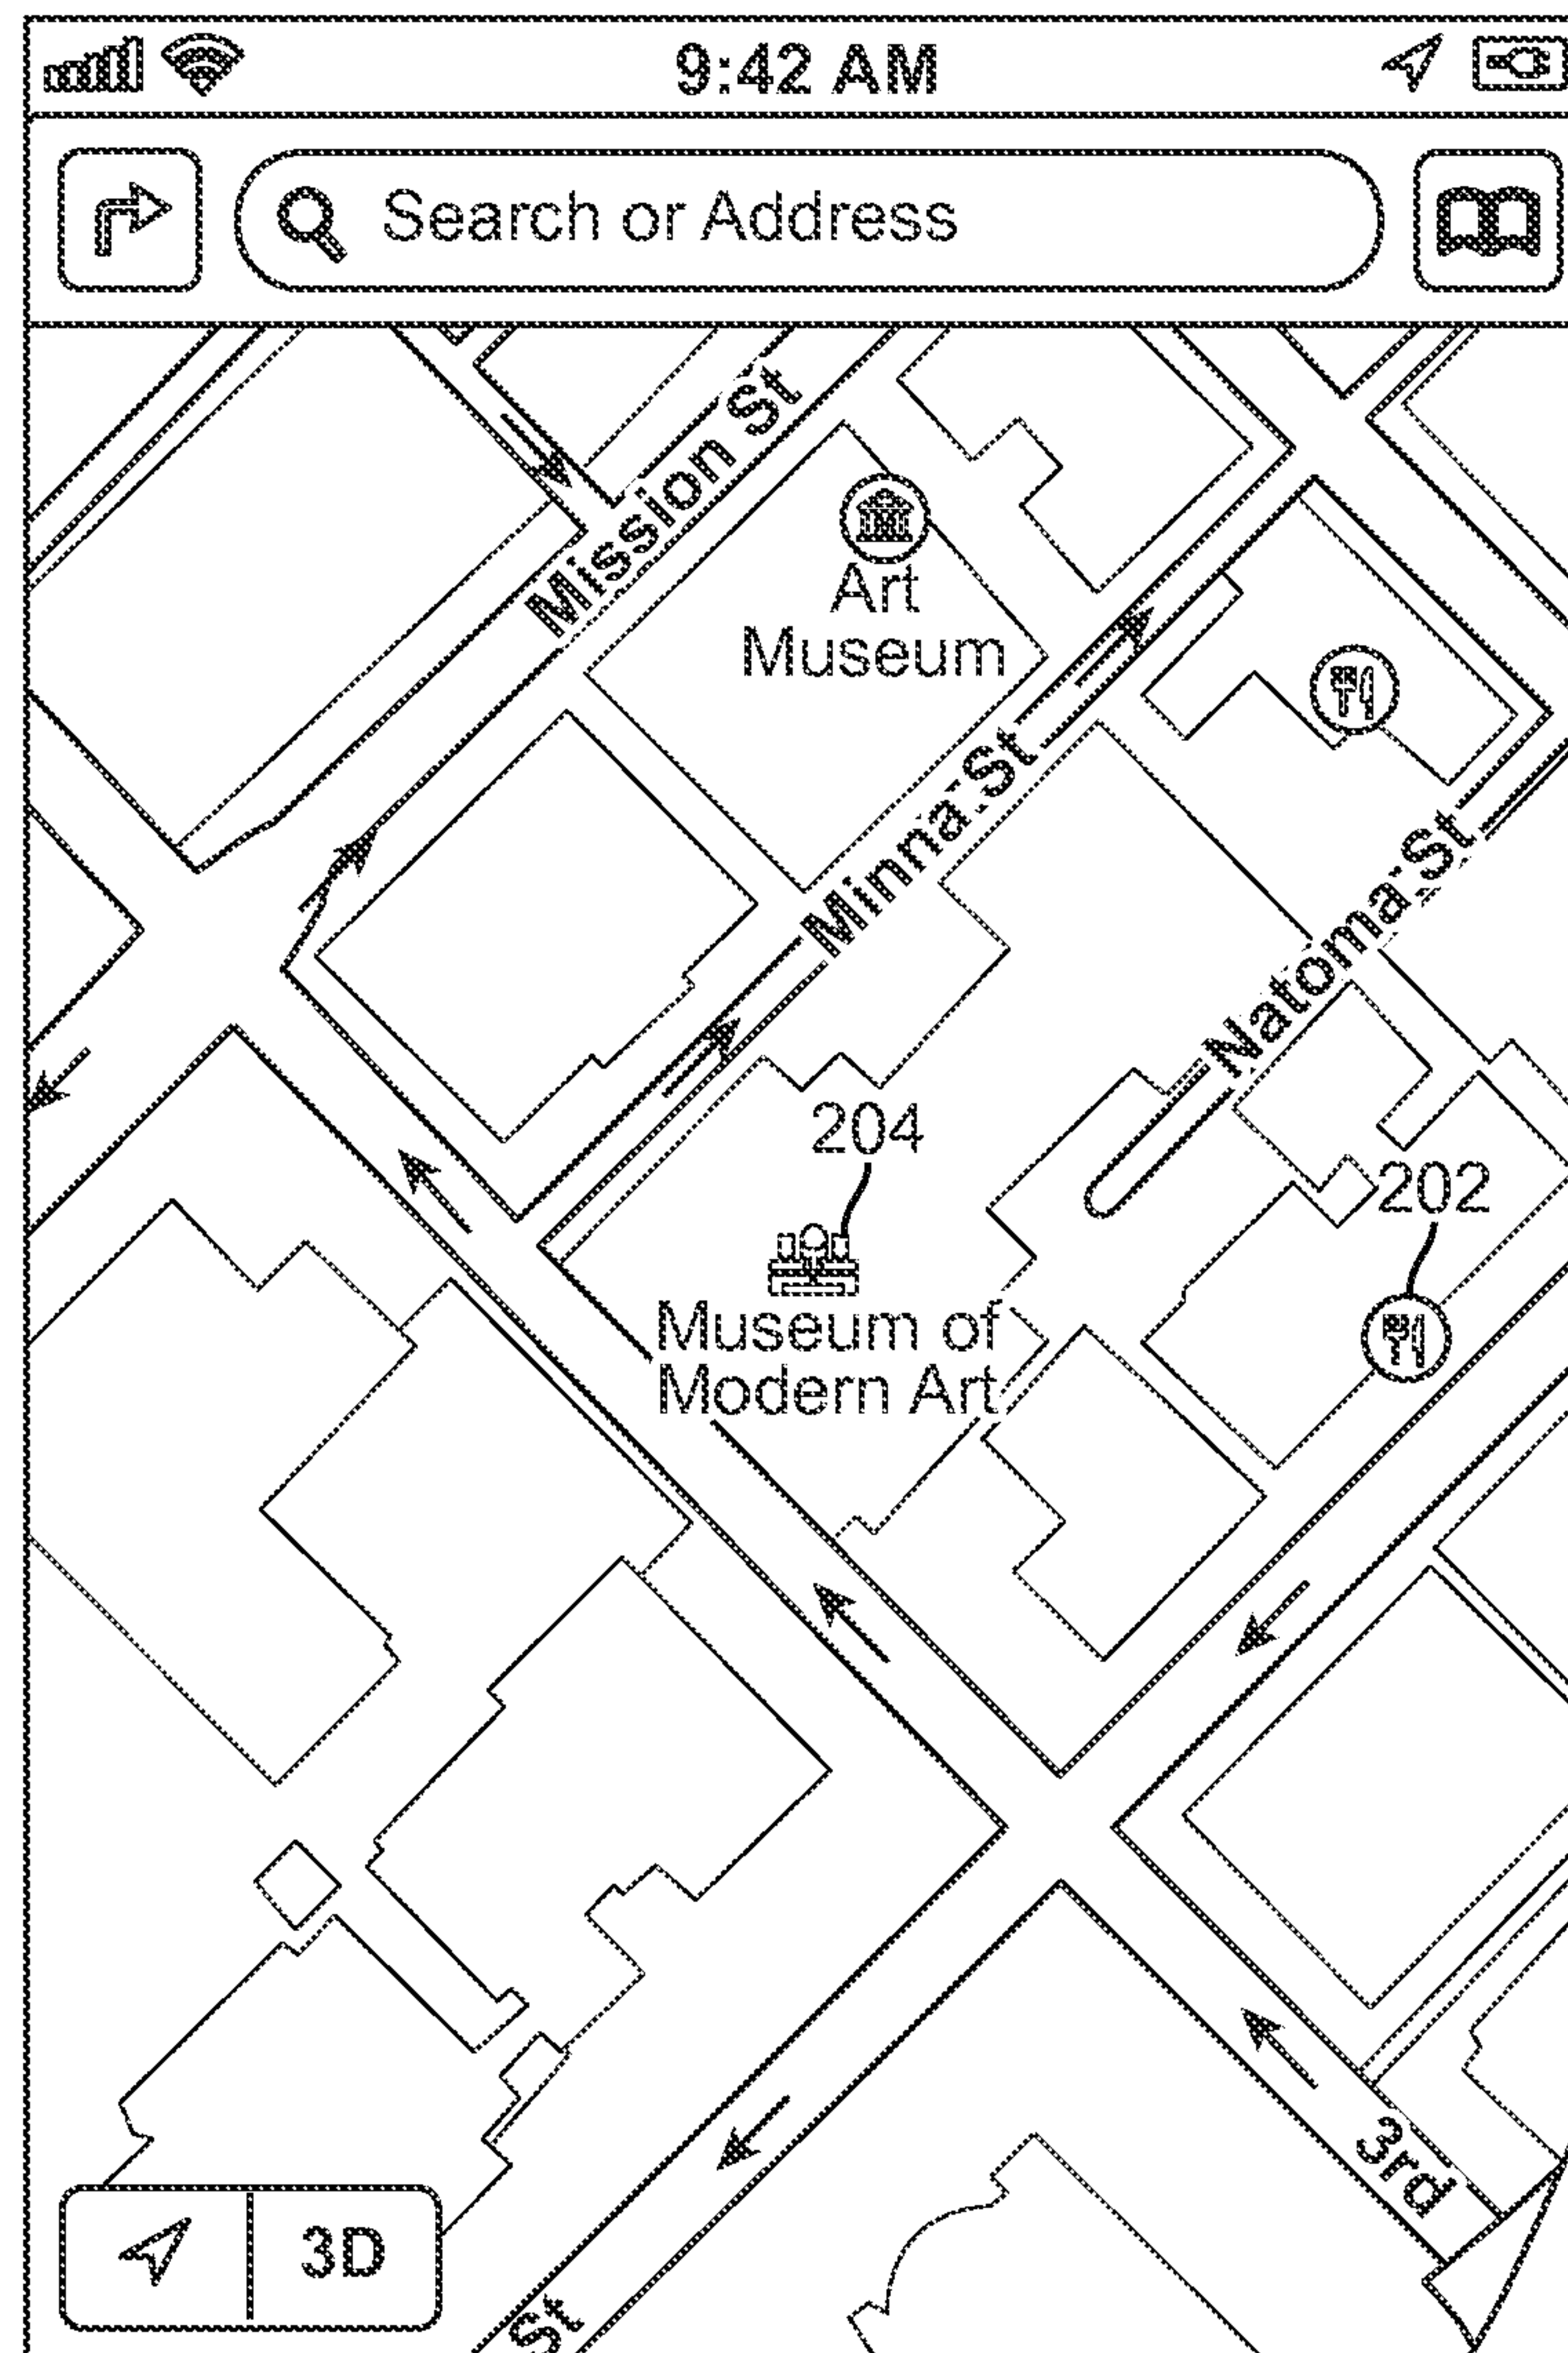 9:42 AM
Search or Address
Mission St
Art
Museum
Minna St
Natoma St
204
202
Museum of
Modern Art
3rd
3D
St